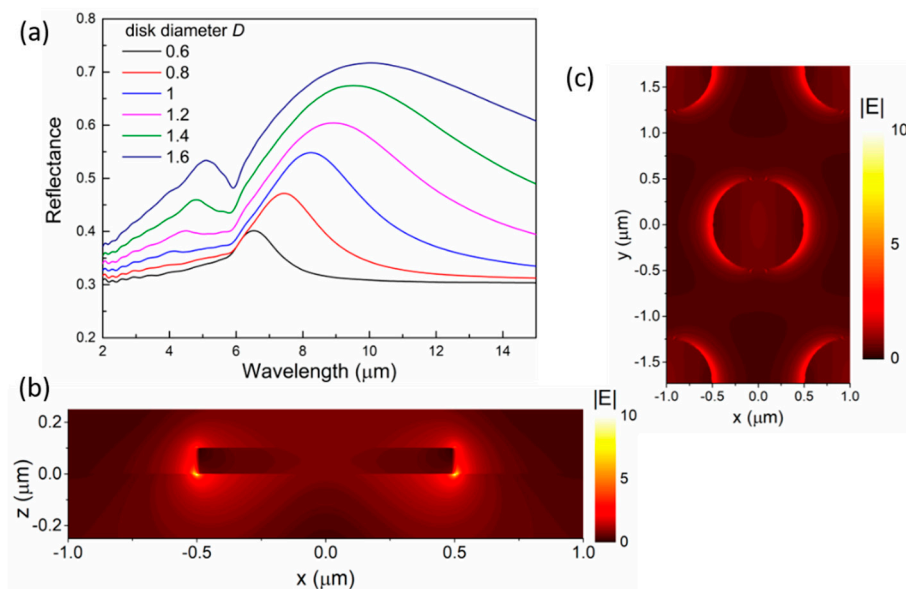 (a)
disk diameter D
0.6
0.8
1
1.2
1.4
1.6
0.8
0.7
0.6
0.5
0.4
0.3
0.2
Reflectance
2 4 6 8 10 12 14
Wavelength (μm)
(c)
|E|
10
5
0
1.5
1.0
0.5
0.0
-0.5
-1.0
-1.5
y (μm)
-1.0 -0.5 0.0 0.5 1.0
x (μm)
(b)
|E|
10
5
0
0.2
0.0
-0.2
z (μm)
-1.0 -0.5 0.0 0.5 1.0
x (μm)